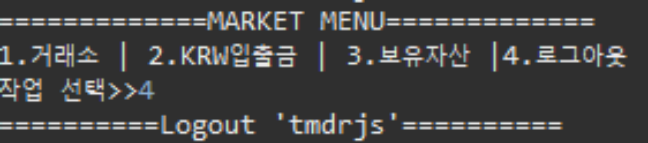 =============MARKET MENU=============
1.거래소 | 2.KRW입출금 | 3.보유자산 |4.로그아웃
작업 선택>>4
==========Logout 'tmdrjs'==========